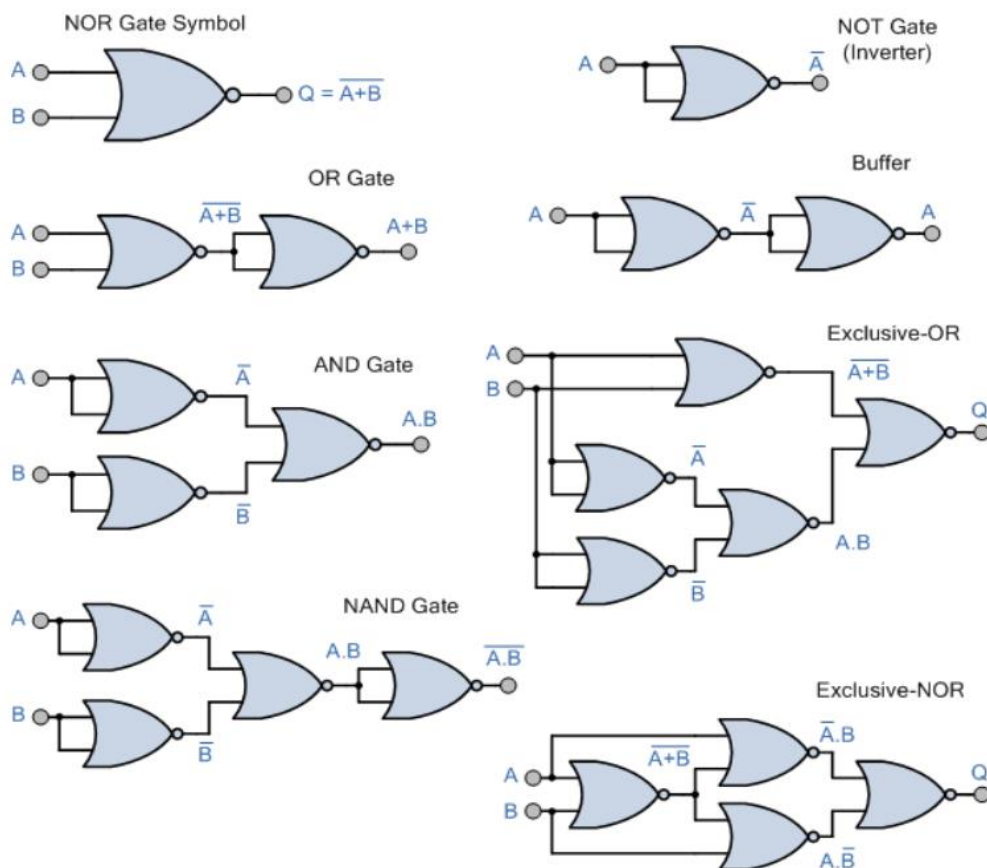 NOR Gate Symbol
A
B
Q = A̅+̅B̅
NOT Gate
(Inverter)
A
A̅
OR Gate
A
B
A̅+̅B̅
A+B
Buffer
A
A̅
A
AND Gate
A
A̅
B
B̅
A.B
Exclusive-OR
A
B
A̅+̅B̅
A̅
B̅
A.B
Q
NAND Gate
A
A̅
B
B̅
A.B
A̅.̅B̅
Exclusive-NOR
A
B
A̅+̅B̅
A̅.B
A.B̅
Q